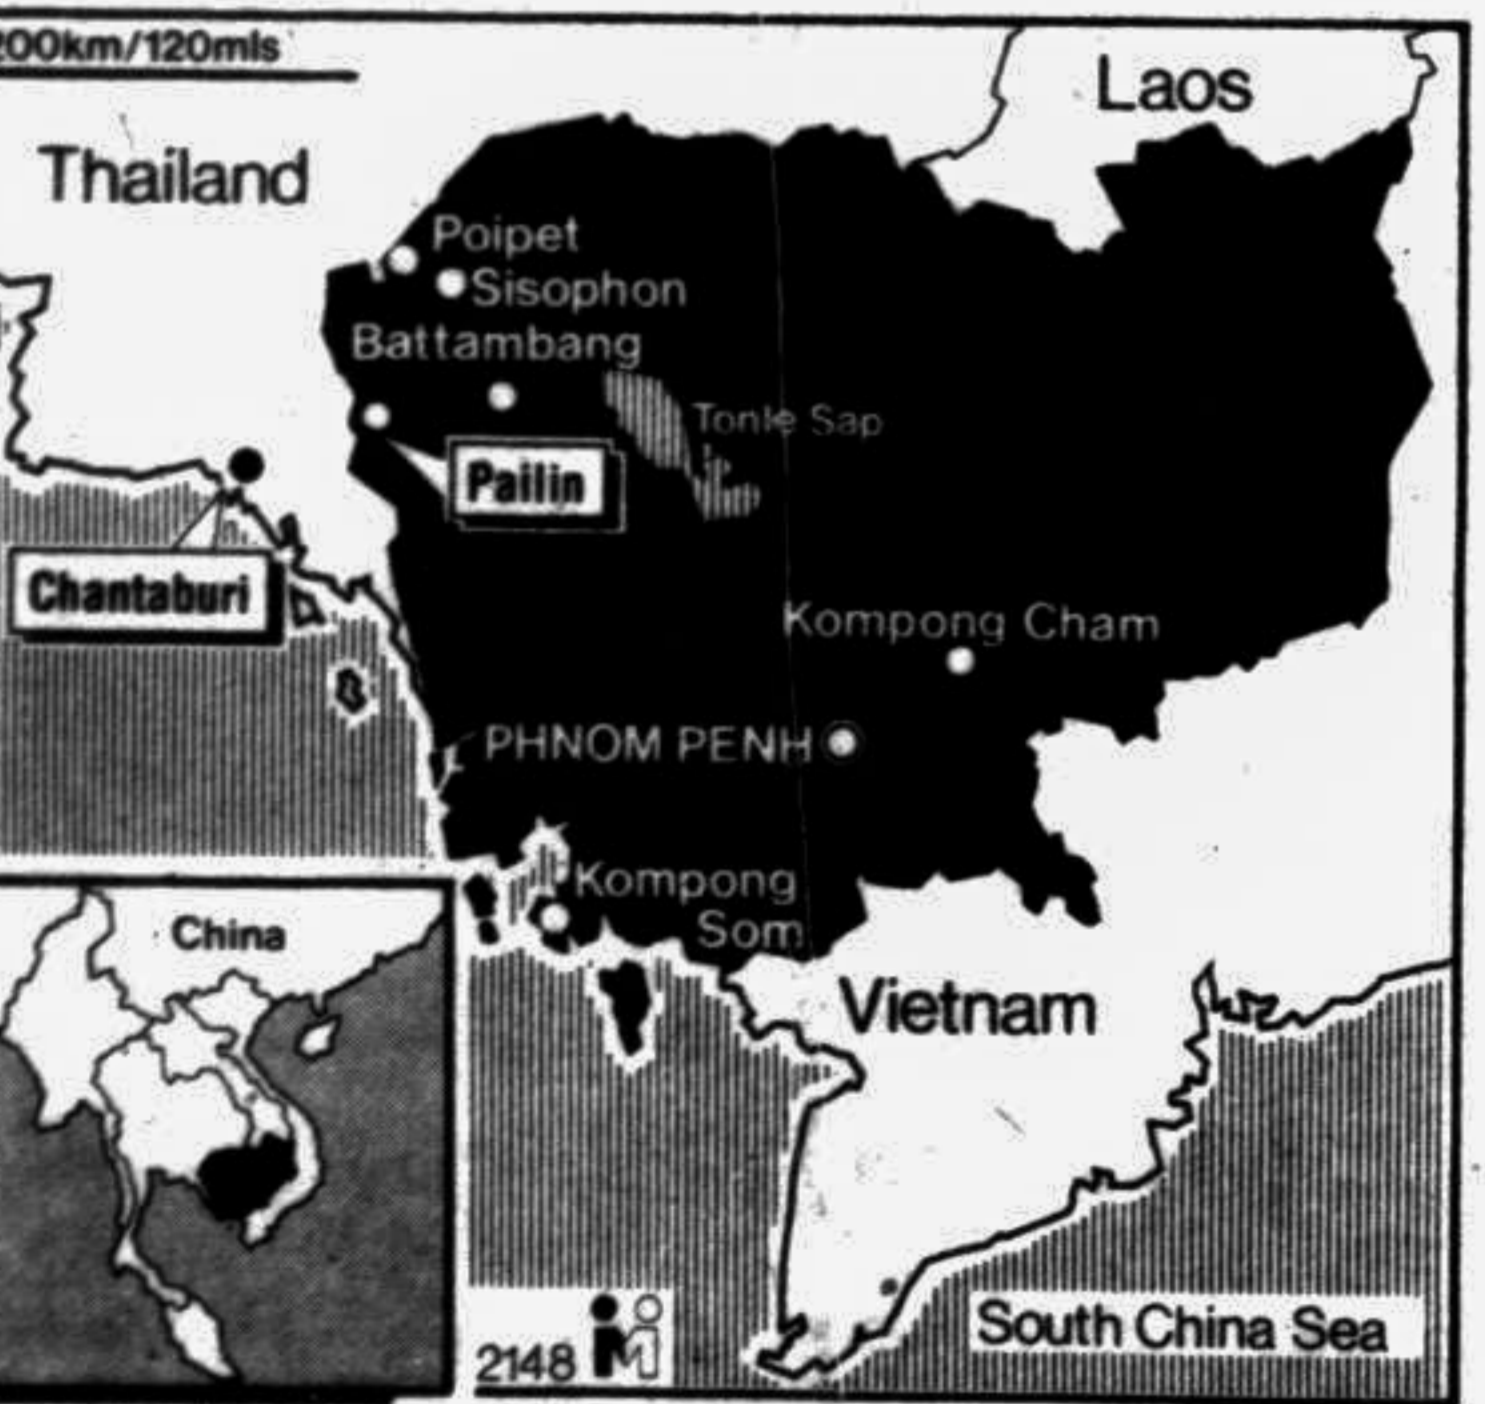 200km/120mls
Laos
Thailand
Poipet
Sisophon
Battambang
Tonle Sap
Pailin
Chantaburi
Kompong Cham
PHNOM PENH
Kompong
Som
China
Vietnam
South China Sea
2148 iM